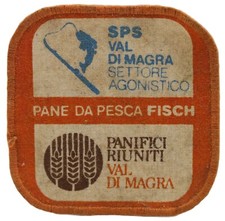 SPS
VAL
DI MAGRA
SETTORE
AGONISTICO
PANE DA PESCA FISCH
PANIFICI
RIUNITI
VAL
DI MAGRA